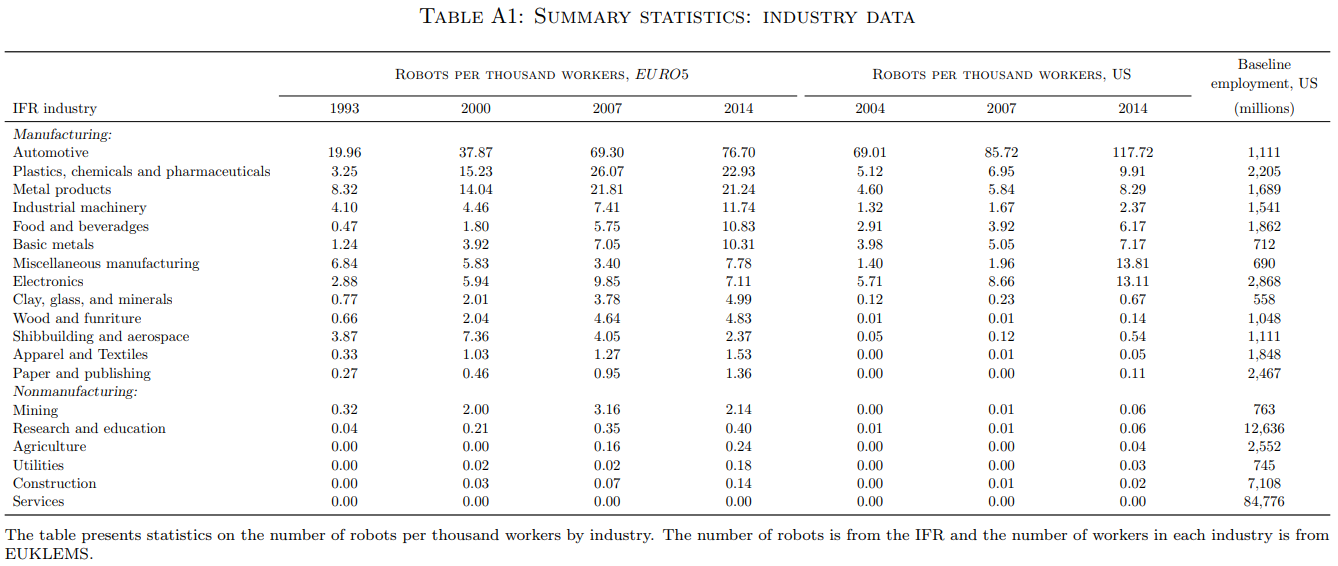 TABLE A1: SUMMARY STATISTICS: INDUSTRY DATA
ROBOTS PER THOUSAND WORKERS, EURO5 ROBOTS PER THOUSAND WORKERS, US Baseline employment, US
IFR industry 1993 2000 2007 2014 2004 2007 2014 (millions)
Manufacturing:
Automotive 19.96 37.87 69.30 76.70 69.01 85.72 117.72 1,111
Plastics, chemicals and pharmaceuticals 3.25 15.23 26.07 22.93 5.12 6.95 9.91 2,205
Metal products 8.32 14.04 21.81 21.24 4.60 5.84 8.29 1,689
Industrial machinery 4.10 4.46 7.41 11.74 1.32 1.67 2.37 1,541
Food and beveradges 0.47 1.80 5.75 10.83 2.91 3.92 6.17 1,862
Basic metals 1.24 3.92 7.05 10.31 3.98 5.05 7.17 712
Miscellaneous manufacturing 6.84 5.83 3.40 7.78 1.40 1.96 13.81 690
Electronics 2.88 5.94 9.85 7.11 5.71 8.66 13.11 2,868
Clay, glass, and minerals 0.77 2.01 3.78 4.99 0.12 0.23 0.67 558
Wood and funriture 0.66 2.04 4.64 4.83 0.01 0.01 0.14 1,048
Shibbuilding and aerospace 3.87 7.36 4.05 2.37 0.05 0.12 0.54 1,111
Apparel and Textiles 0.33 1.03 1.27 1.53 0.00 0.01 0.05 1,848
Paper and publishing 0.27 0.46 0.95 1.36 0.00 0.00 0.11 2,467
Nonmanufacturing:
Mining 0.32 2.00 3.16 2.14 0.00 0.01 0.06 763
Research and education 0.04 0.21 0.35 0.40 0.01 0.01 0.06 12,636
Agriculture 0.00 0.00 0.16 0.24 0.00 0.00 0.04 2,552
Utilities 0.00 0.02 0.02 0.18 0.00 0.00 0.03 745
Construction 0.00 0.03 0.07 0.14 0.00 0.01 0.02 7,108
Services 0.00 0.00 0.00 0.00 0.00 0.00 0.00 84,776
The table presents statistics on the number of robots per thousand workers by industry. The number of robots is from the IFR and the number of workers in each industry is from
EUKLEMS.